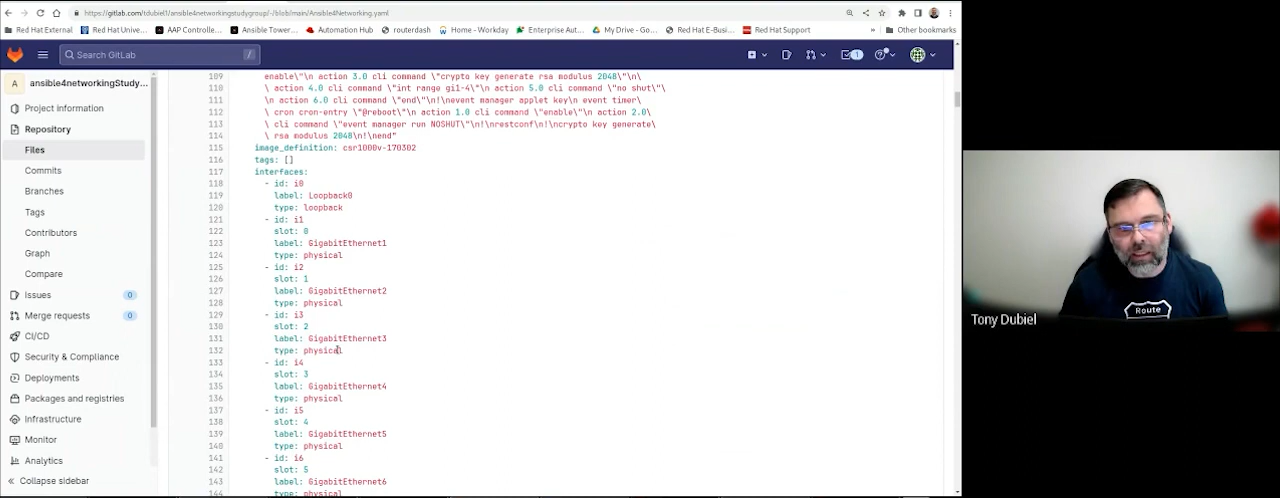 https://gitlab.com/tdubiel1/ansible4networkingstudygroup/-/blob/main/Ansible4Networking.yaml
Red Hat External
Red Hat Unive...
AAP Controlle...
Ansible Tower...
Automation Hub
routerdash
Home - Workday
Enterprise Aut...
My Drive - Go...
Red Hat E-Busi...
Red Hat Support
»
Other bookmarks
Search GitLab
/
1
A ansible4networkingStudy...
Project information
Repository
Files
Commits
Branches
Tags
Contributors
Graph
Compare
Issues 0
Merge requests 0
CI/CD
Security & Compliance
Deployments
Packages and registries
Infrastructure
Monitor
Analytics
« Collapse sidebar
109 enable\"\n action 3.0 cli command \"crypto key generate rsa modulus 2048\"\n\
110 \ action 4.0 cli command \"int range gi1-4\"\n action 5.0 cli command \"no shut\"\
111 \n action 6.0 cli command \"end\"\n!\nevent manager applet key\n event timer\
112 \ cron cron-entry \"@reboot\"\n action 1.0 cli command \"enable\"\n action 2.0\
113 \ cli command \"event manager run NOSHUT\"\n!\nrestconf\n!\ncrypto key generate\
114 \ rsa modulus 2048\n!\nend"
115 image_definition: csr1000v-170302
116 tags: []
117 interfaces:
118 - id: i0
119 label: Loopback0
120 type: loopback
121 - id: i1
122 slot: 0
123 label: GigabitEthernet1
124 type: physical
125 - id: i2
126 slot: 1
127 label: GigabitEthernet2
128 type: physical
129 - id: i3
130 slot: 2
131 label: GigabitEthernet3
132 type: physical
133 - id: i4
134 slot: 3
135 label: GigabitEthernet4
136 type: physical
137 - id: i5
138 slot: 4
139 label: GigabitEthernet5
140 type: physical
141 - id: i6
142 slot: 5
143 label: GigabitEthernet6
144 type: physical
Route
Tony Dubiel